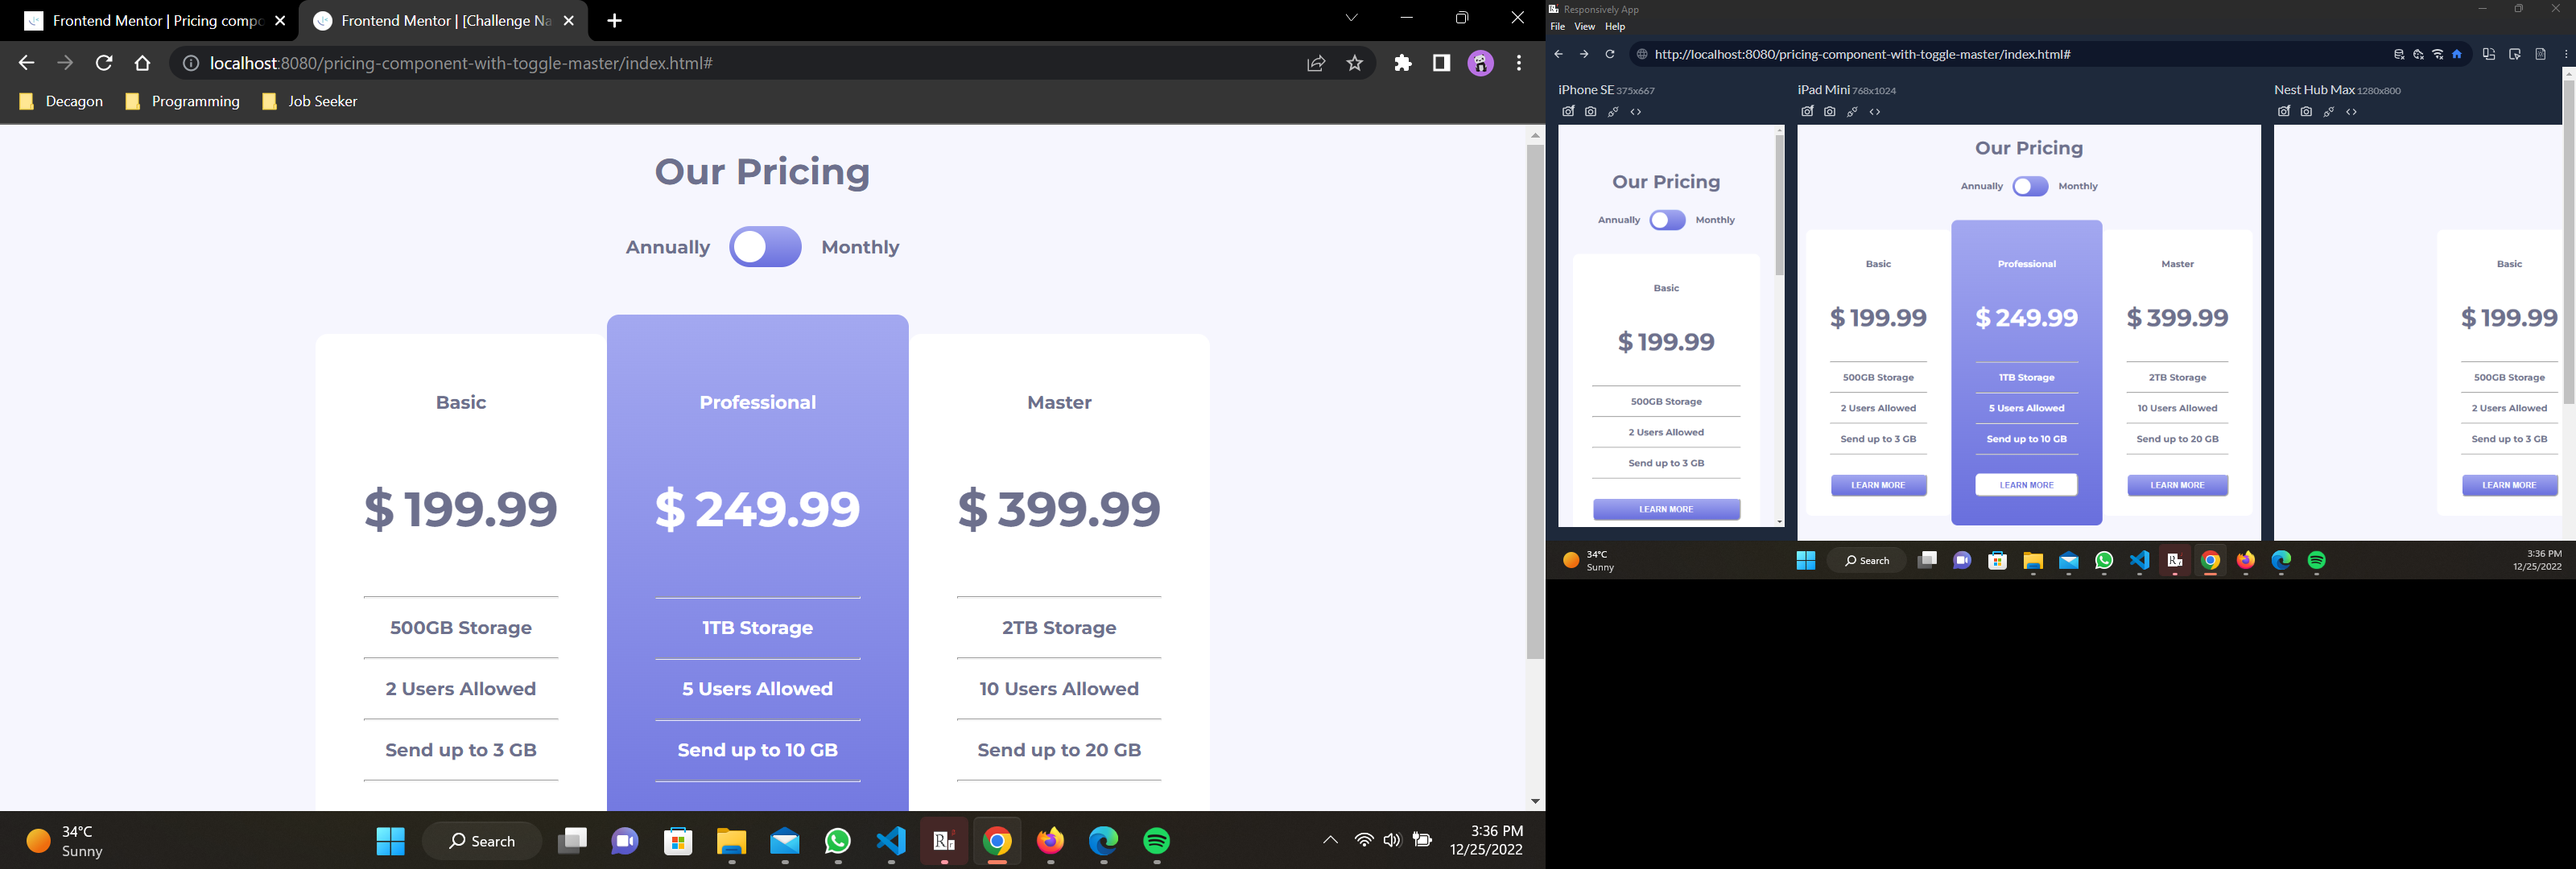 Frontend Mentor | Pricing compo
Frontend Mentor | [Challenge Na
localhost:8080/pricing-component-with-toggle-master/index.html#
Decagon
Programming
Job Seeker
Our Pricing
Annually Monthly
Basic
$ 199.99
500GB Storage
2 Users Allowed
Send up to 3 GB
Professional
$ 249.99
1TB Storage
5 Users Allowed
Send up to 10 GB
Master
$ 399.99
2TB Storage
10 Users Allowed
Send up to 20 GB
34°C
Sunny
Search
3:36 PM
12/25/2022
Responsively App
File View Help
http://localhost:8080/pricing-component-with-toggle-master/index.html#
iPhone SE 375x667
Our Pricing
Annually Monthly
Basic
$ 199.99
500GB Storage
2 Users Allowed
Send up to 3 GB
LEARN MORE
iPad Mini 768x1024
Our Pricing
Annually Monthly
Basic
$ 199.99
500GB Storage
2 Users Allowed
Send up to 3 GB
LEARN MORE
Professional
$ 249.99
1TB Storage
5 Users Allowed
Send up to 10 GB
LEARN MORE
Master
$ 399.99
2TB Storage
10 Users Allowed
Send up to 20 GB
LEARN MORE
Nest Hub Max 1280x800
Basic
$ 199.99
500GB Storage
2 Users Allowed
Send up to 3 GB
LEARN MORE
34°C
Sunny
Search
3:36 PM
12/25/2022